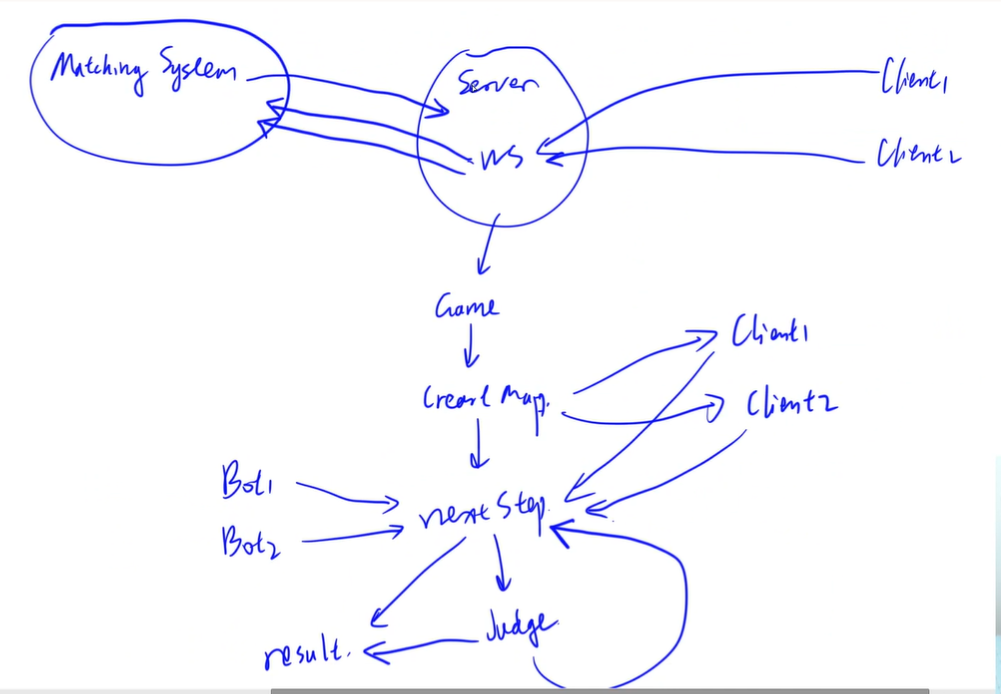 Matching System
Server
Client1
WS
Client2
Game
Client1
Creat Map.
Client2
Bot1
nextStep.
Bot2
Judge
result.